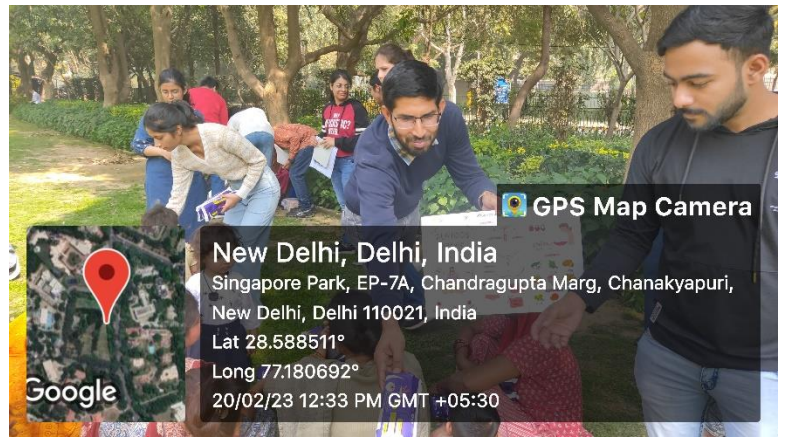 GPS Map Camera
New Delhi, Delhi, India
Singapore Park, EP-7A, Chandragupta Marg, Chanakyapuri,
New Delhi, Delhi 110021, India
Lat 28.588511°
Long 77.180692°
20/02/23 12:33 PM GMT +05:30
Google